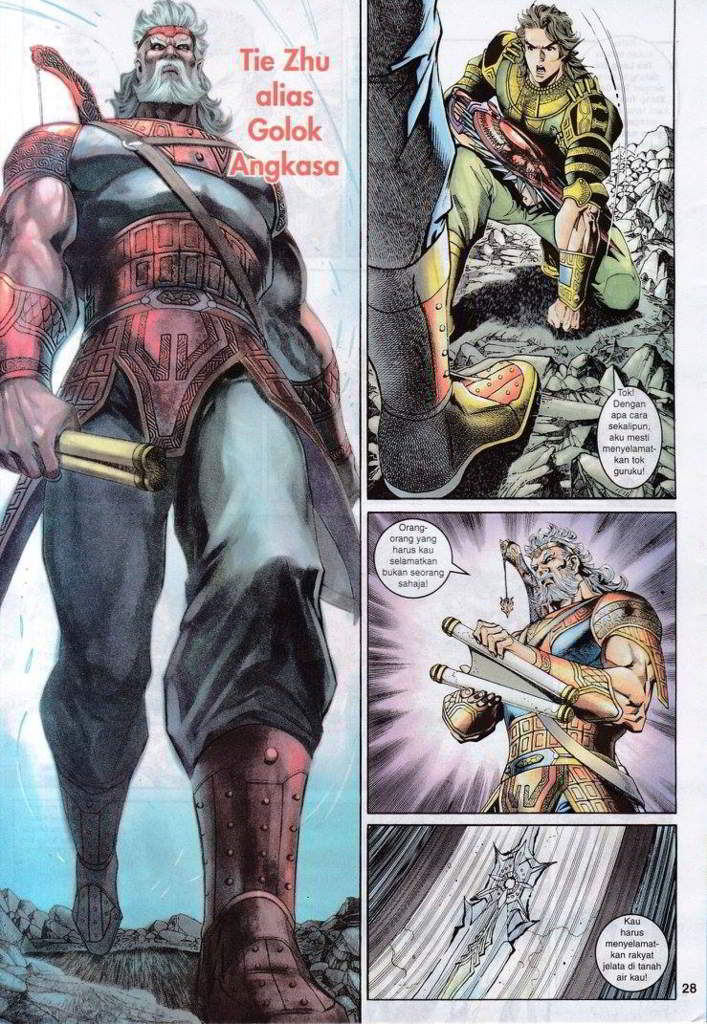 Tie Zhu
alias
Golok
Angkasa
Tok!
Dengan
apa cara
sekalipun,
aku mesti
menyelamat-
kan tok
guruku!
Orang-
orang yang
harus kau
selamatkan
bukan seorang
sahaja!
Kau
harus
menyelamat-
kan rakyat
jelata di tanah
air kau!
28